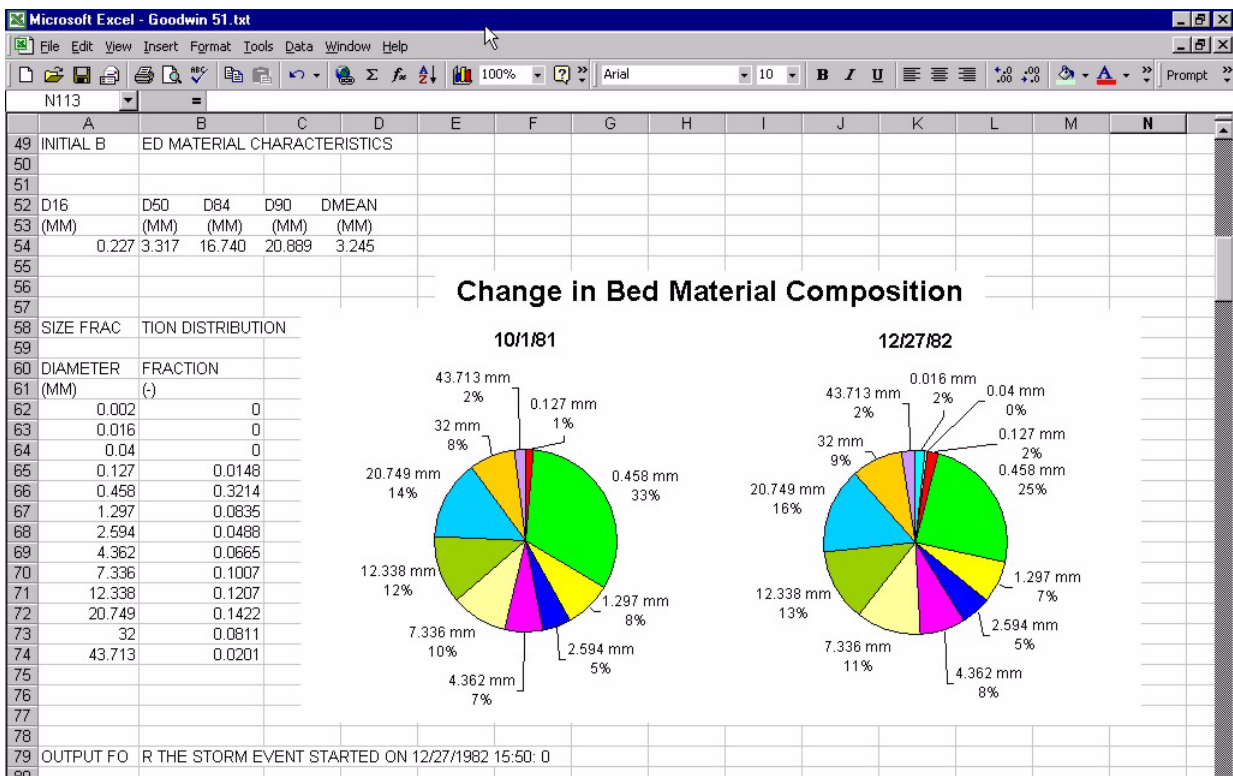 Microsoft Excel - Goodwin 51.txt
File Edit View Insert Format Tools Data Window Help
100% Arial 10 B I U Prompt
N113 =
A B C D E F G H I J K L M N
49 INITIAL B ED MATERIAL CHARACTERISTICS
50
51
52 D16 D50 D84 D90 DMEAN
53 (MM) (MM) (MM) (MM) (MM)
54 0.227 3.317 16.740 20.889 3.245
55
56
57
58 SIZE FRAC TION DISTRIBUTION
59
60 DIAMETER FRACTION
61 (MM) (-)
62 0.002 0
63 0.016 0
64 0.04 0
65 0.127 0.0148
66 0.458 0.3214
67 1.297 0.0835
68 2.594 0.0488
69 4.362 0.0665
70 7.336 0.1007
71 12.338 0.1207
72 20.749 0.1422
73 32 0.0811
74 43.713 0.0201
75
76
77
78
79 OUTPUT FO R THE STORM EVENT STARTED ON 12/27/1982 15:50: 0
80
Change in Bed Material Composition
10/1/81
43.713 mm
2%
0.127 mm
1%
32 mm
8%
0.458 mm
33%
20.749 mm
14%
12.338 mm
12%
1.297 mm
8%
7.336 mm
10%
2.594 mm
5%
4.362 mm
7%
12/27/82
0.016 mm
2%
43.713 mm
2%
0.04 mm
0%
0.127 mm
2%
32 mm
9%
0.458 mm
25%
20.749 mm
16%
1.297 mm
7%
12.338 mm
13%
2.594 mm
5%
7.336 mm
11%
4.362 mm
8%